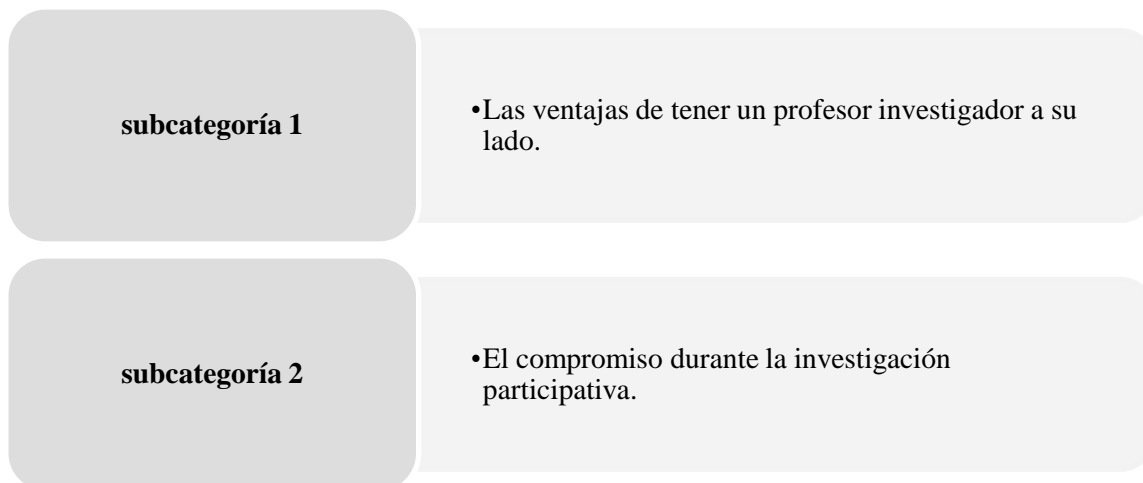 subcategoría 1
•Las ventajas de tener un profesor investigador a su
lado.
subcategoría 2
•El compromiso durante la investigación
participativa.